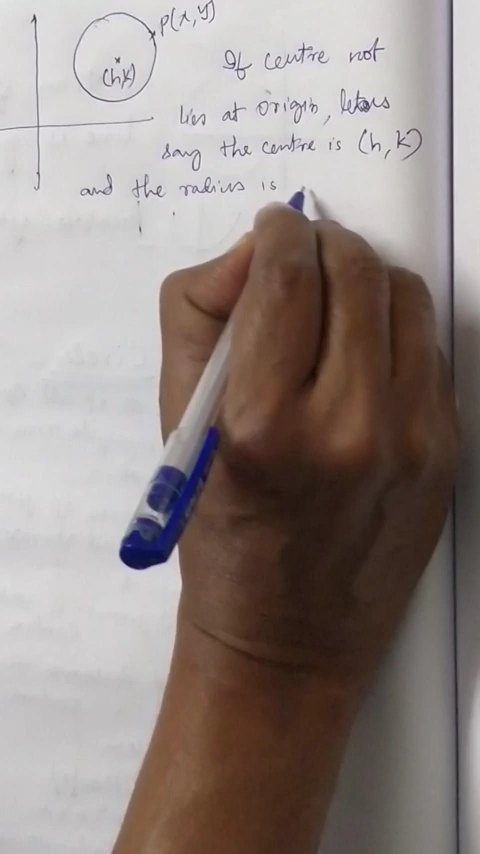 P(x, y)
(h,k)
If centre not
lies at origin, let us
say the centre is (h, k)
and the radius is